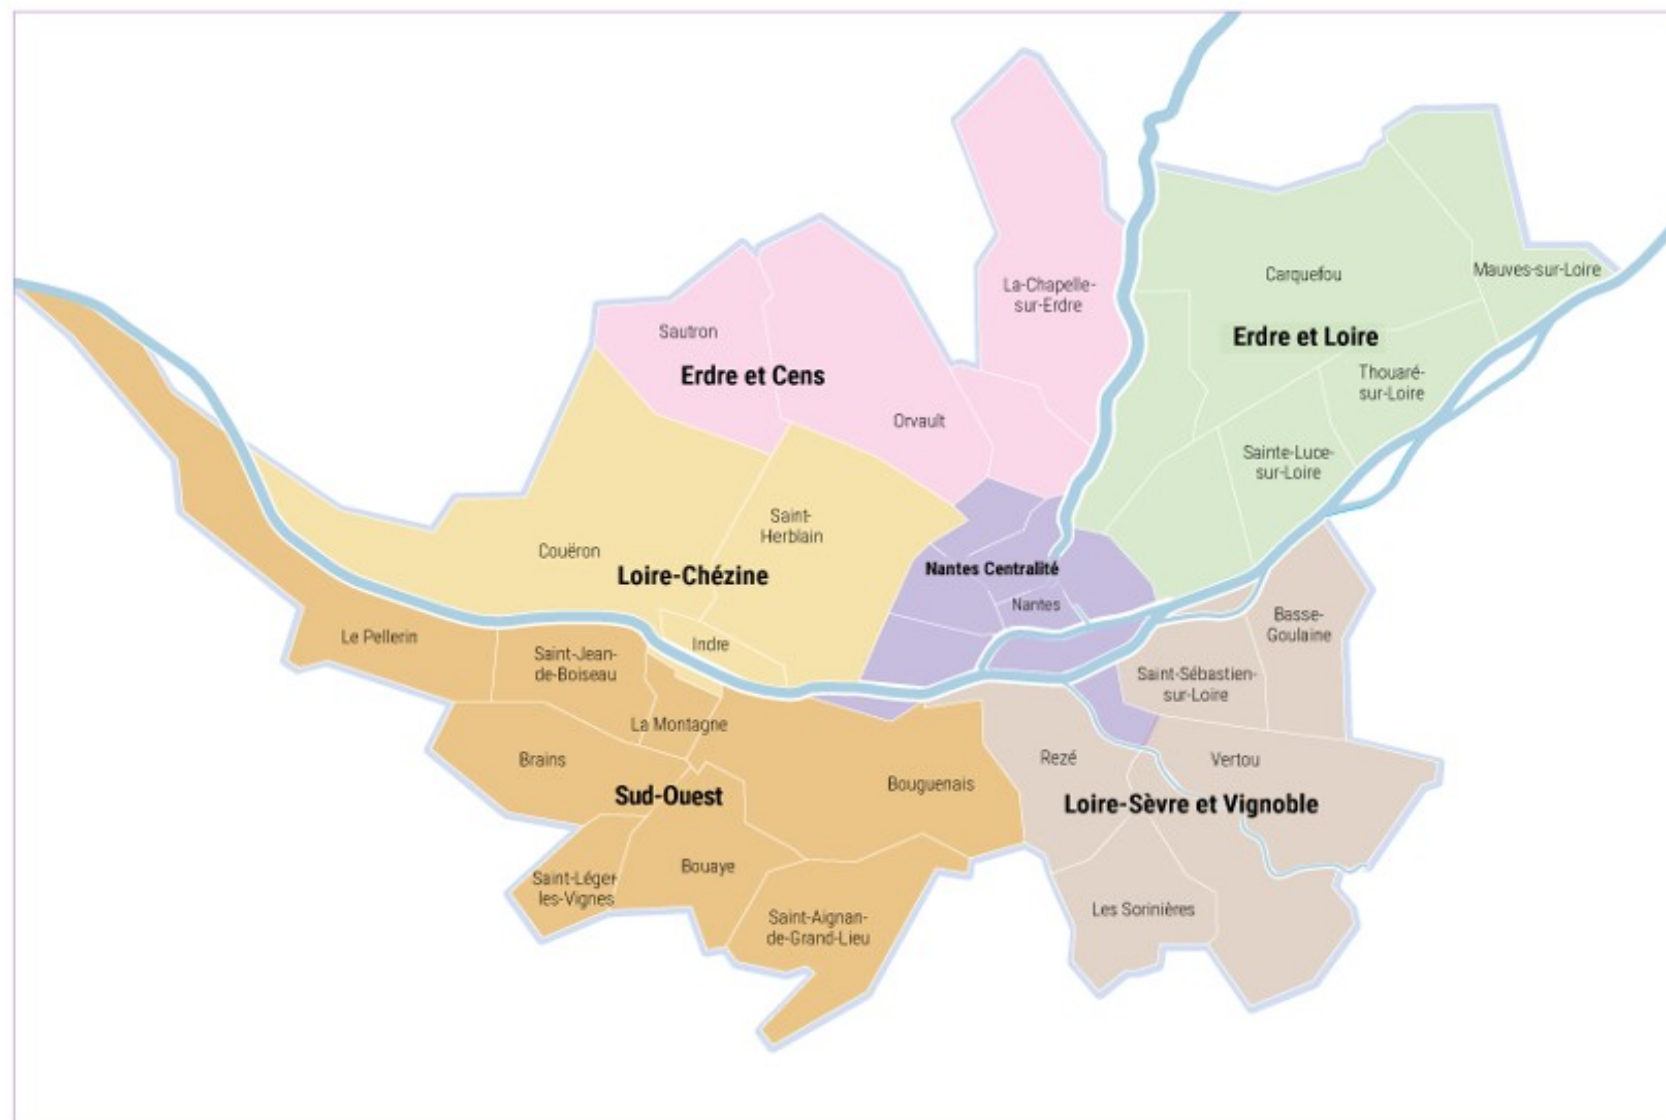 La-Chapelle-
sur-Erdre
Carquefou
Mauves-sur-Loire
Sautron
Erdre et Loire
Erdre et Cens
Thouaré-
sur-Loire
Orvault
Sainte-Luce-
sur-Loire
Saint-
Herblain
Couëron
Loire-Chézine
Nantes Centralité
Nantes
Basse-
Goulaine
Le Pellerin
Indre
Saint-Jean-
de-Boiseau
Saint-Sébastien-
sur-Loire
La Montagne
Brains
Rezé
Vertou
Sud-Ouest
Bouguenais
Loire-Sèvre et Vignoble
Bouaye
Saint-Léger-
les-Vignes
Saint-Aignan-
de-Grand-Lieu
Les Sorinières